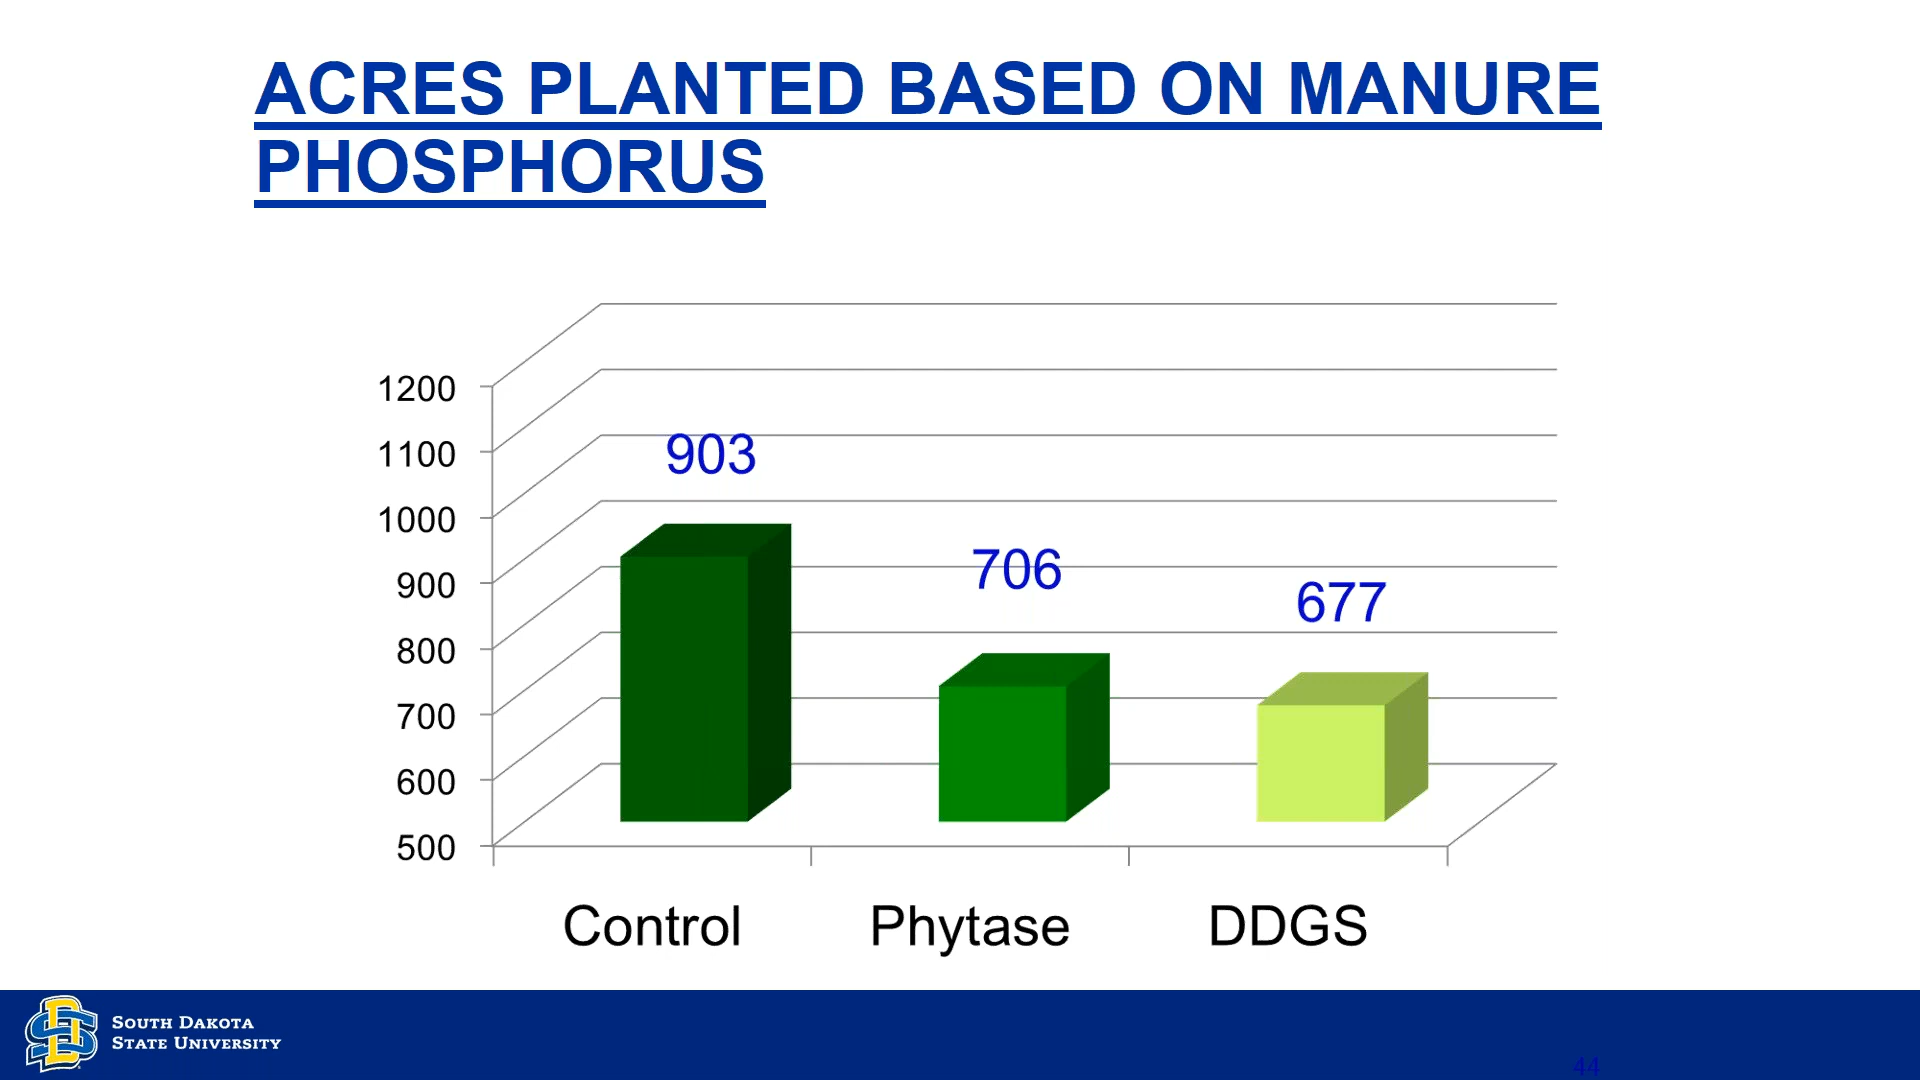 ACRES PLANTED BASED ON MANURE
PHOSPHORUS
1200
1100
1000
900
800
700
600
500
903
706
677
Control
Phytase
DDGS
SOUTH DAKOTA
STATE UNIVERSITY
44